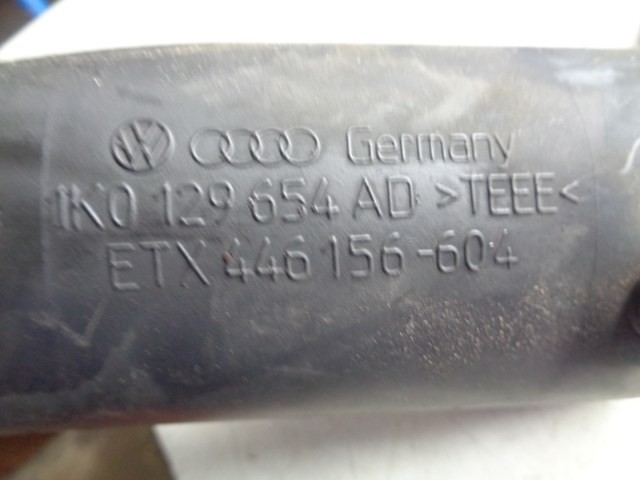 Germany
1K0 129 654 AD >TEEE<
ETX 446 156-604